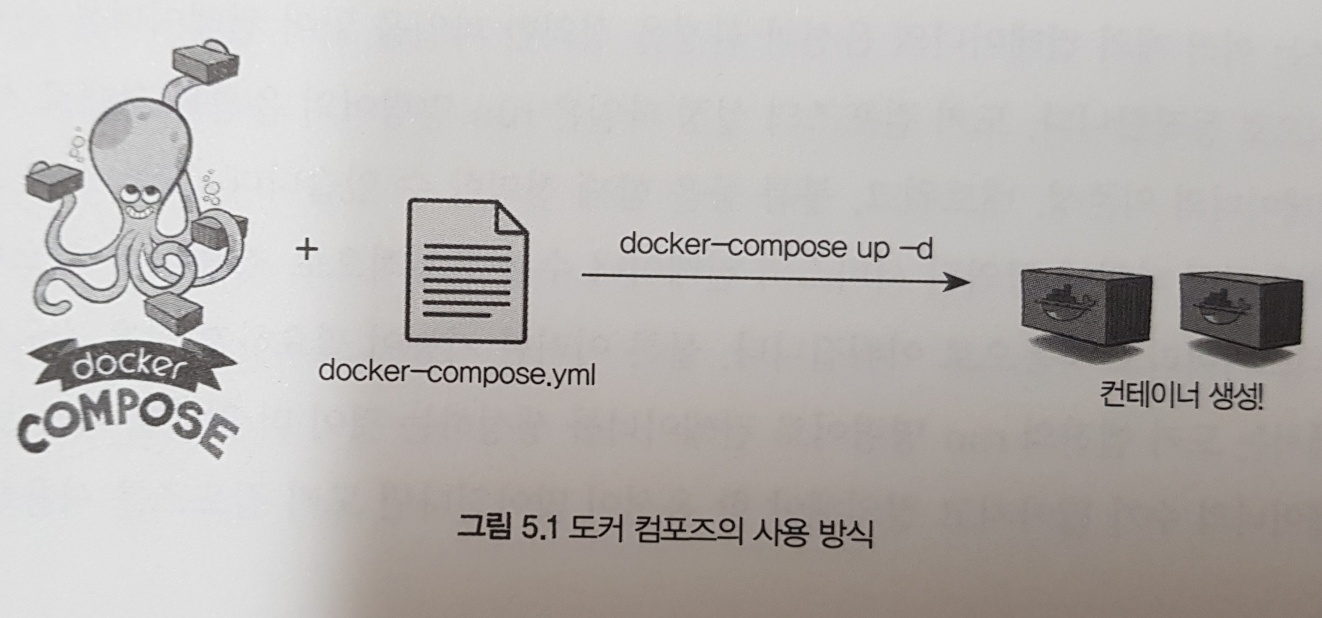 docker
COMPOSE
+
docker-compose.yml
docker-compose up -d
컨테이너 생성!
그림 5.1 도커 컴포즈의 사용 방식